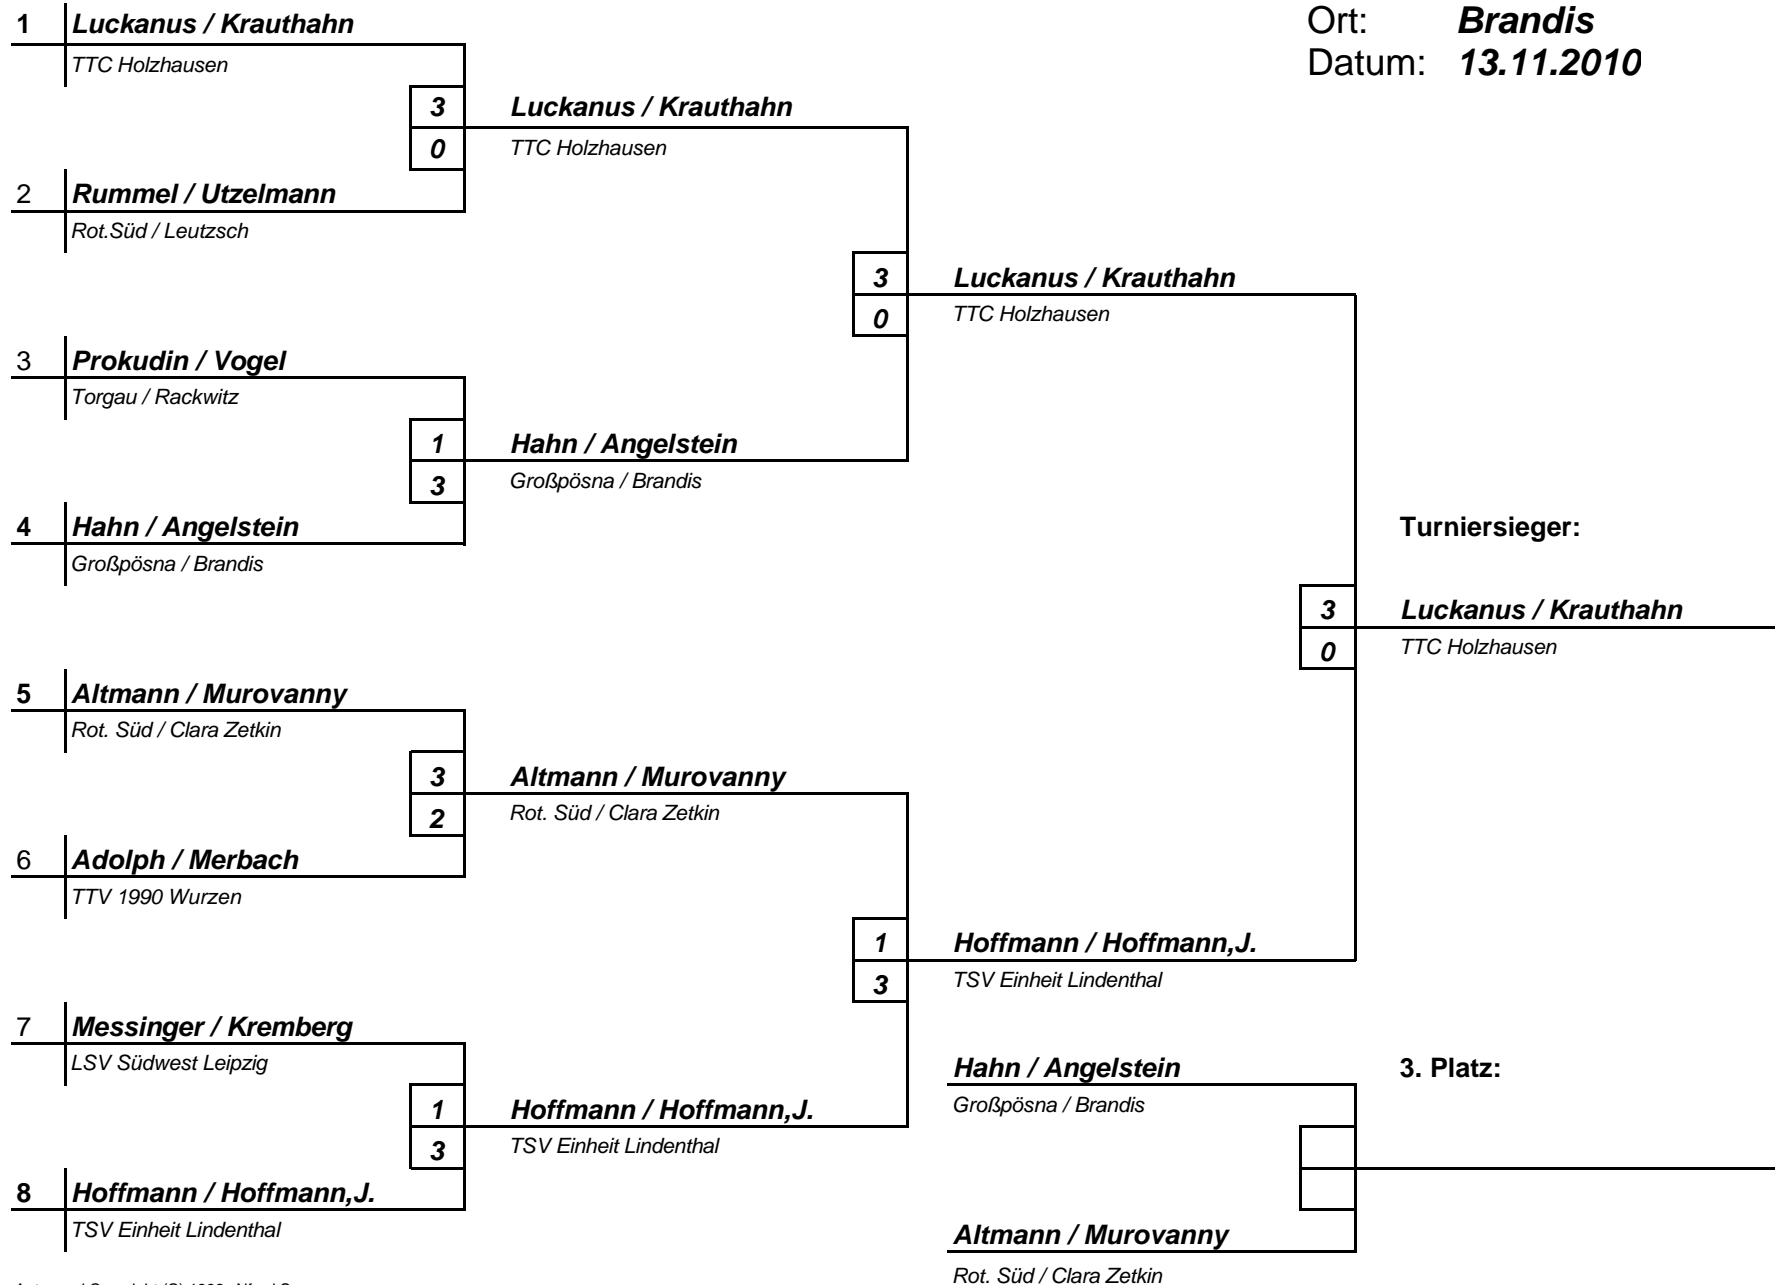 1 Luckanus / Krauthahn
TTC Holzhausen
Ort: Brandis
Datum: 13.11.2010
3 Luckanus / Krauthahn
0 TTC Holzhausen
2 Rummel / Utzelmann
Rot.Süd / Leutzsch
3 Luckanus / Krauthahn
0 TTC Holzhausen
3 Prokudin / Vogel
Torgau / Rackwitz
1 Hahn / Angelstein
3 Großpösna / Brandis
4 Hahn / Angelstein
Großpösna / Brandis
Turniersieger:
3 Luckanus / Krauthahn
0 TTC Holzhausen
5 Altmann / Murovanny
Rot. Süd / Clara Zetkin
3 Altmann / Murovanny
2 Rot. Süd / Clara Zetkin
6 Adolph / Merbach
TTV 1990 Wurzen
1 Hoffmann / Hoffmann,J.
3 TSV Einheit Lindenthal
7 Messinger / Kremberg
LSV Südwest Leipzig
Hahn / Angelstein 3. Platz:
Großpösna / Brandis
1 Hoffmann / Hoffmann,J.
3 TSV Einheit Lindenthal
8 Hoffmann / Hoffmann,J.
TSV Einheit Lindenthal
Altmann / Murovanny
Rot. Süd / Clara Zetkin